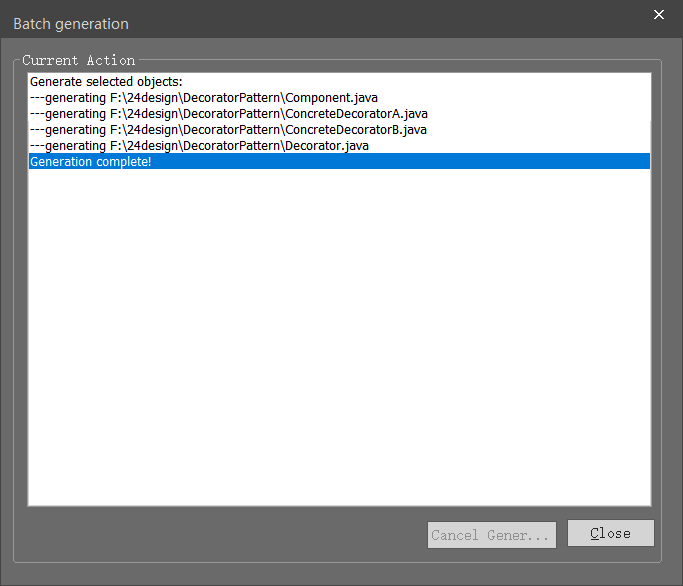 Batch generation
Current Action
Generate selected objects:
---generating F:\24design\DecoratorPattern\Component.java
---generating F:\24design\DecoratorPattern\ConcreteDecoratorA.java
---generating F:\24design\DecoratorPattern\ConcreteDecoratorB.java
---generating F:\24design\DecoratorPattern\Decorator.java
Generation complete!
Cancel Gener...
Close